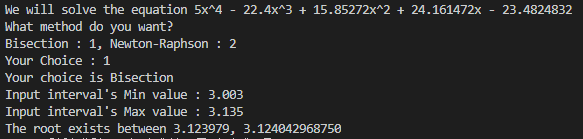 We will solve the equation 5x^4 - 22.4x^3 + 15.85272x^2 + 24.161472x - 23.4824832
What method do you want?
Bisection : 1, Newton-Raphson : 2
Your Choice : 1
Your choice is Bisection
Input interval's Min value : 3.003
Input interval's Max value : 3.135
The root exists between 3.123979, 3.124042968750